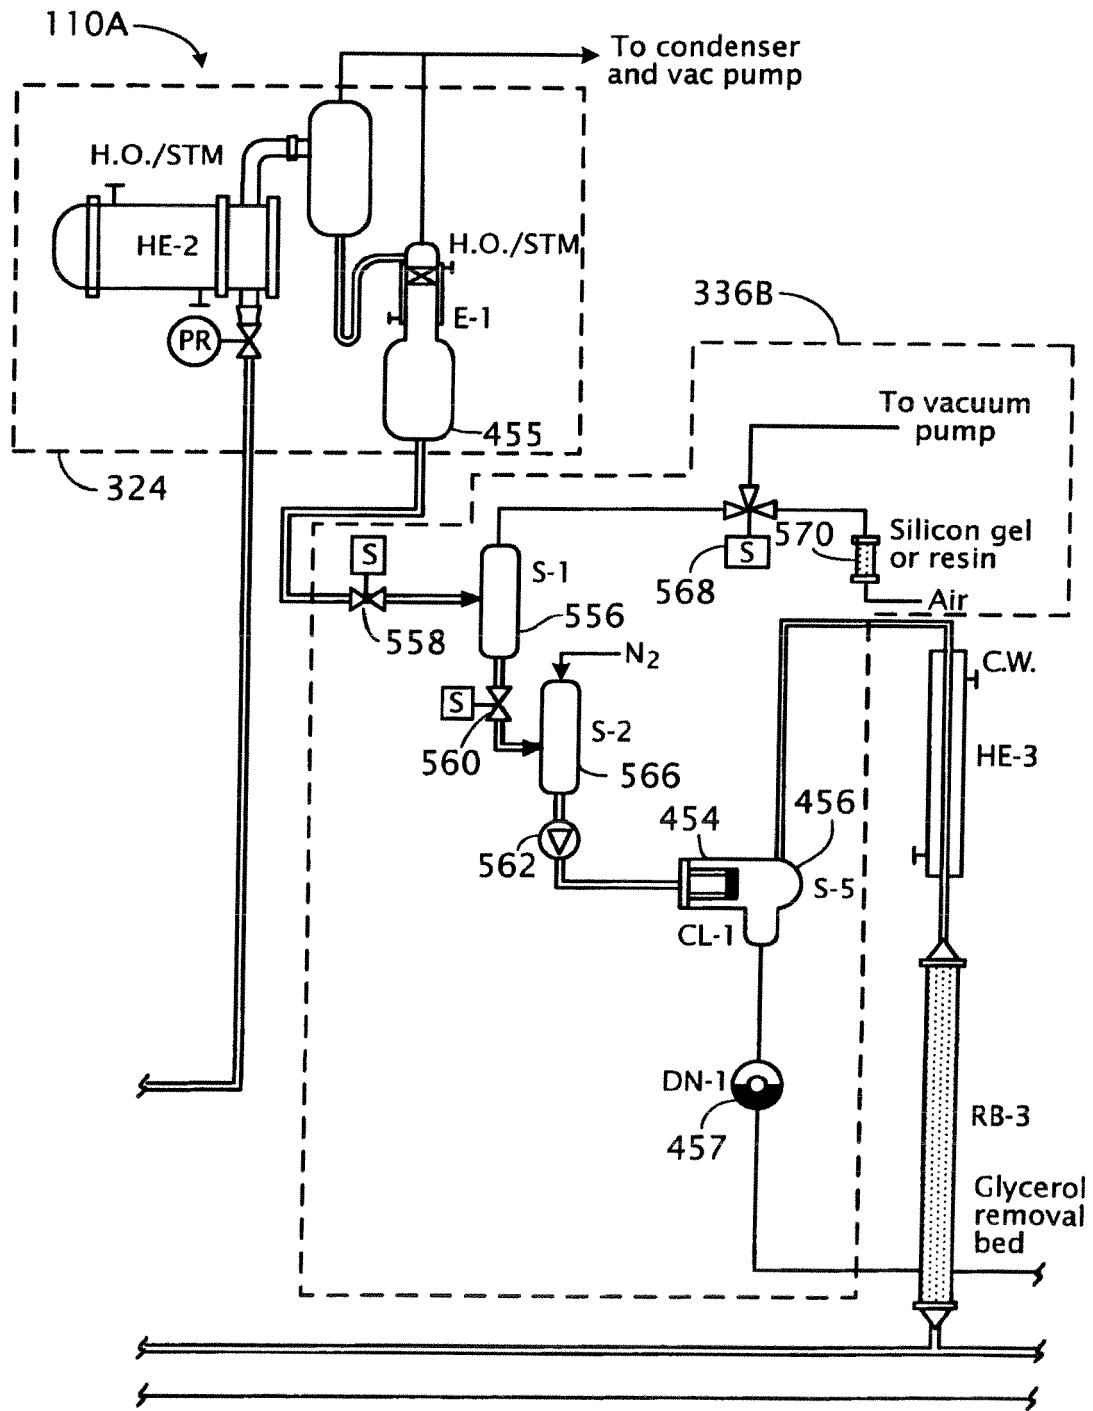 110A
To condenser
and vac pump
H.O./STM
HE-2
H.O./STM
PR
E-1
455
324
336B
To vacuum
pump
S
568
570
Silicon gel
or resin
Air
S
558
S-1
556
N2
S
560
S-2
566
562
C.W.
HE-3
454
456
S-5
CL-1
DN-1
457
RB-3
Glycerol
removal
bed